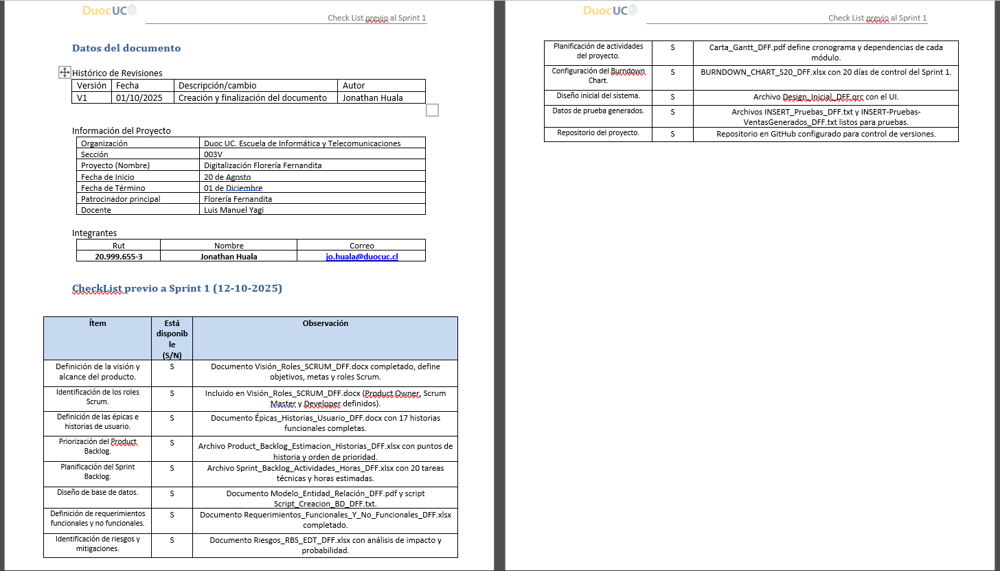 DuocUC
Check List previo al Sprint 1
Datos del documento
Histórico de Revisiones
Versión Fecha Descripción/cambio Autor
V1 01/10/2025 Creación y finalización del documento Jonathan Huala
Información del Proyecto
Organización Duoc UC. Escuela de Informática y Telecomunicaciones
Sección 003V
Proyecto (Nombre) Digitalización Florería Fernandita
Fecha de Inicio 20 de Agosto
Fecha de Término 01 de Diciembre
Patrocinador principal Florería Fernandita
Docente Luis Manuel Yagi
Integrantes
Rut Nombre Correo
20.999.655-3 Jonathan Huala jo.huala@duocuc.cl
CheckList previo a Sprint 1 (12-10-2025)
Ítem
Está
disponib
le
(S/N)
Observación
Definición de la visión y
alcance del producto.
S
Documento Visión_Roles_SCRUM_DFF.docx completado, define
objetivos, metas y roles Scrum.
Identificación de los roles
Scrum.
S
Incluido en Visión_Roles_SCRUM_DFF.docx (Product Owner, Scrum
Master y Developer definidos).
Definición de las épicas e
historias de usuario.
S
Documento Épicas_Historias_Usuario_DFF.docx con 17 historias
funcionales completas.
Priorización del Product
Backlog.
S
Archivo Product_Backlog_Estimacion_Historias_DFF.xlsx con puntos de
historia y orden de prioridad.
Planificación del Sprint
Backlog.
S
Archivo Sprint_Backlog_Actividades_Horas_DFF.xlsx con 20 tareas
técnicas y horas estimadas.
Diseño de base de datos.
S
Documento Modelo_Entidad_Relación_DFF.pdf y script
Script_Creacion_BD_DFF.txt.
Definición de requerimientos
funcionales y no funcionales.
S
Documento Requerimientos_Funcionales_Y_No_Funcionales_DFF.xlsx
completado.
Identificación de riesgos y
mitigaciones.
S
Documento Riesgos_RBS_EDT_DFF.xlsx con análisis de impacto y
probabilidad.
DuocUC
Check List previo al Sprint 1
Planificación de actividades
del proyecto.
S
Carta_Gantt_DFF.pdf define cronograma y dependencias de cada
módulo.
Configuración del Burndown
Chart.
S
BURNDOWN_CHART_S20_DFF.xlsx con 20 días de control del Sprint 1.
Diseño inicial del sistema.
S
Archivo Design_Inicial_DFF.qrc con el UI.
Datos de prueba generados.
S
Archivos INSERT_Pruebas_DFF.txt y INSERT-Pruebas-
VentasGenerados_DFF.txt listos para pruebas.
Repositorio del proyecto.
S
Repositorio en GitHub configurado para control de versiones.